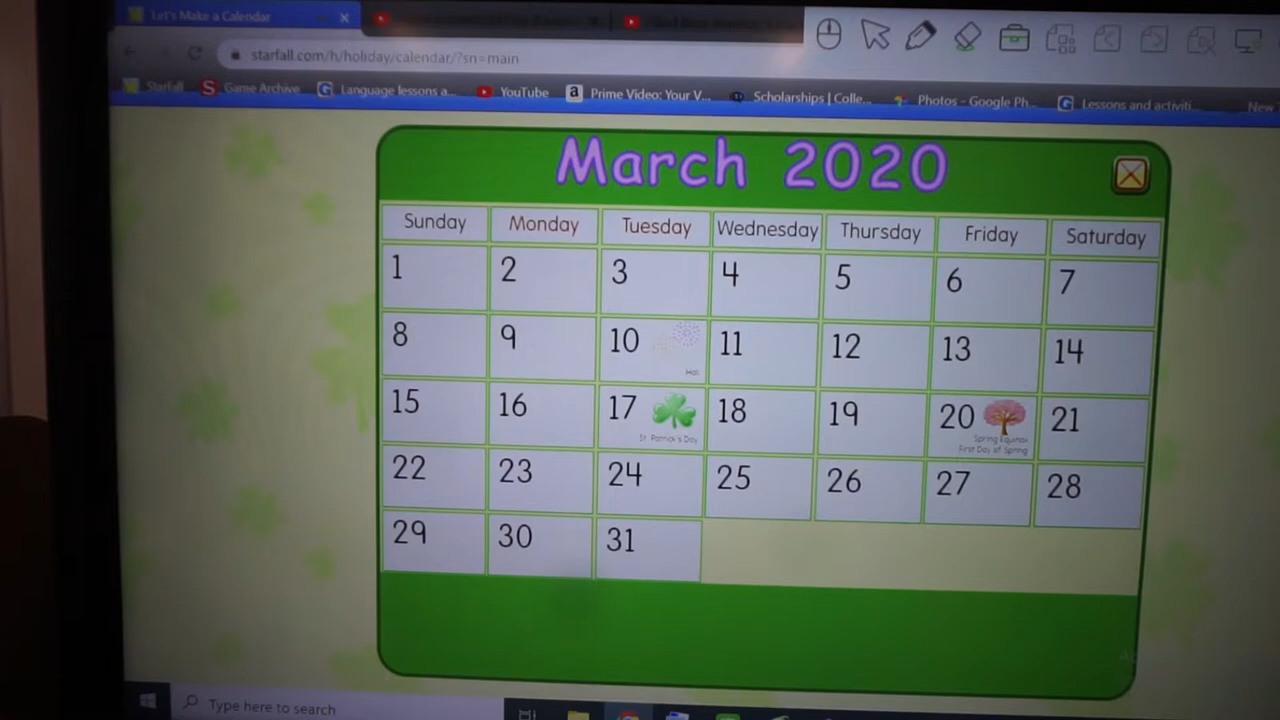 Let's Make a Calendar
starfall.com/h/holiday/calendar/?sn=main
Starfall Game Archive Language lessons a... YouTube Prime Video: Your V... Scholarships | Colle... Photos - Google Ph... Lessons and activiti... New
March 2020
Sunday Monday Tuesday Wednesday Thursday Friday Saturday
1 2 3 4 5 6 7
8 9 10 11 12 13 14
Holi
15 16 17 18 19 20 21
St. Patrick's Day Spring Equinox
First Day of Spring
22 23 24 25 26 27 28
29 30 31
Type here to search